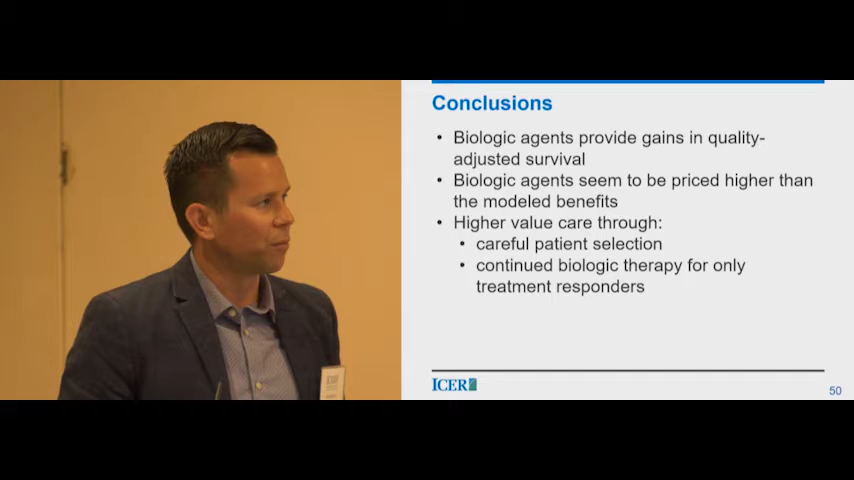 Conclusions
• Biologic agents provide gains in quality-
adjusted survival
• Biologic agents seem to be priced higher than
the modeled benefits
• Higher value care through:
• careful patient selection
• continued biologic therapy for only
treatment responders
ICER
50